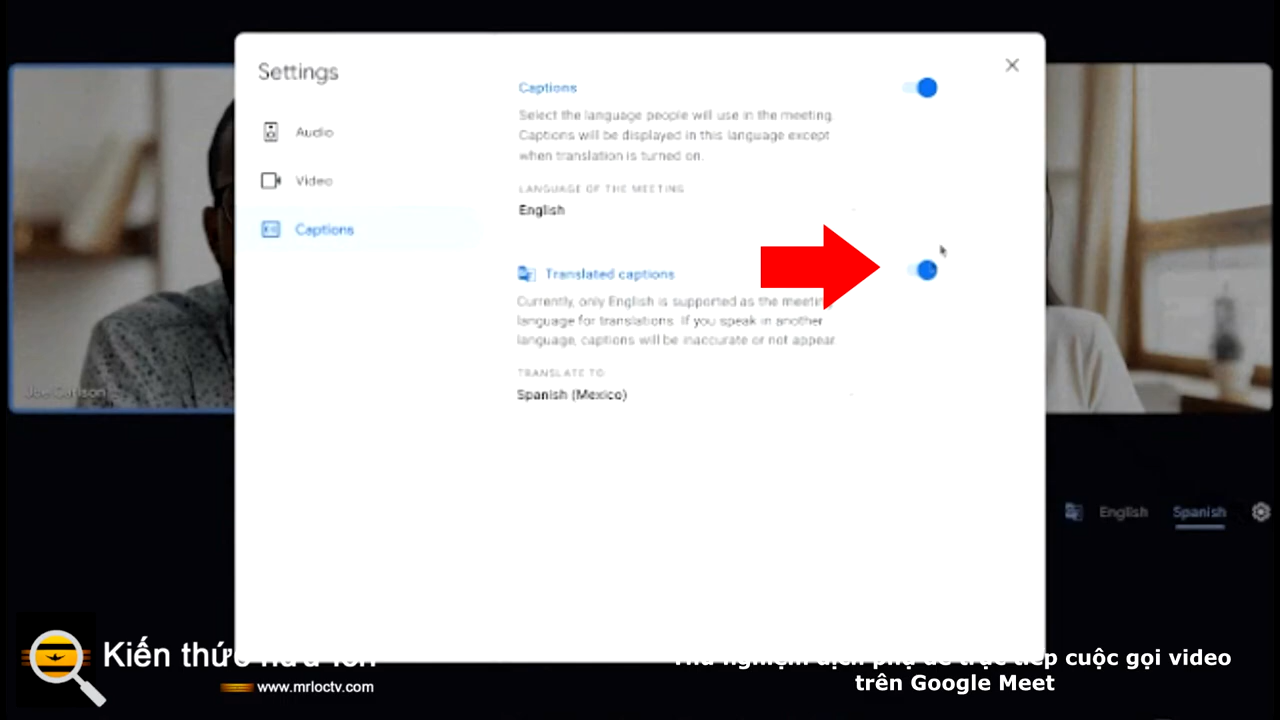 Settings
Audio
Video
Captions
Captions
Select the language people will use in the meeting.
Captions will be displayed in this language except
when translation is turned on.
LANGUAGE OF THE MEETING
English
Translated captions
Currently, only English is supported as the
language for translations. If you speak in another
language, captions will be inaccurate or not appear.
TRANSLATE TO
Spanish (Mexico)
English
Spanish
Kiến thức
www.mrloctv.com
cuộc gọi video
trên Google Meet